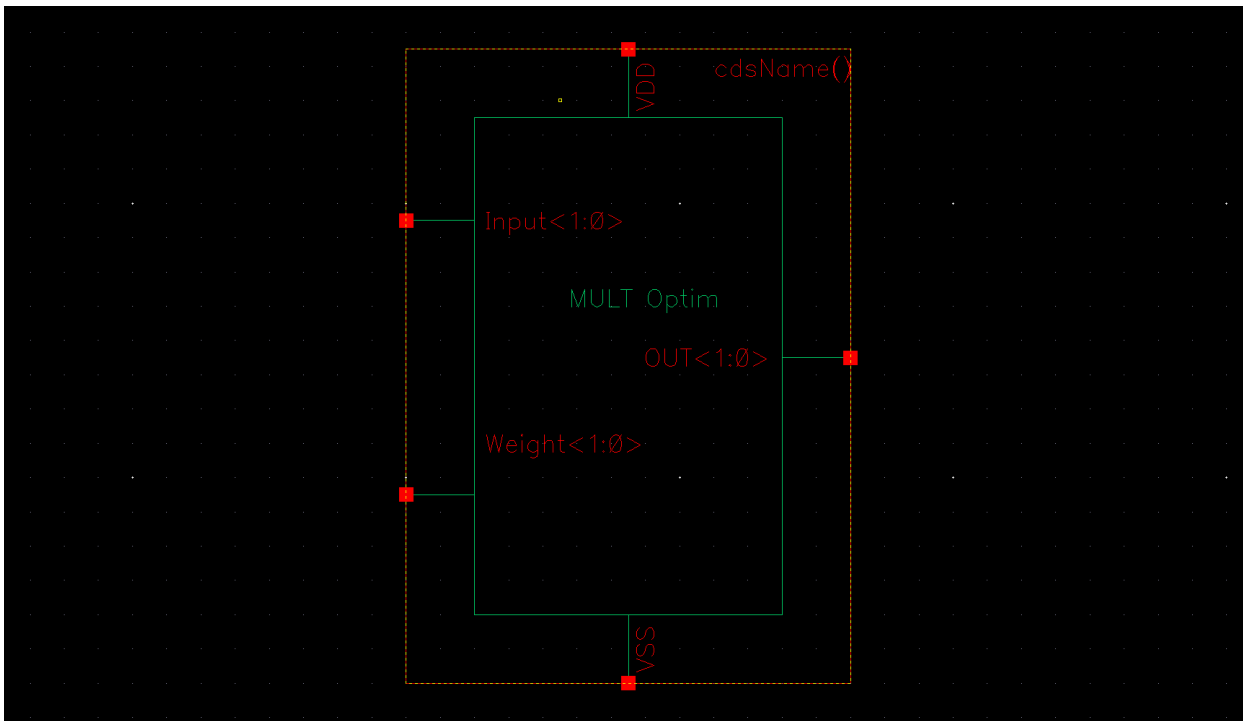 cdsName()
VDD
Input<1:0>
MULT Optim
OUT<1:0>
Weight<1:0>
VSS